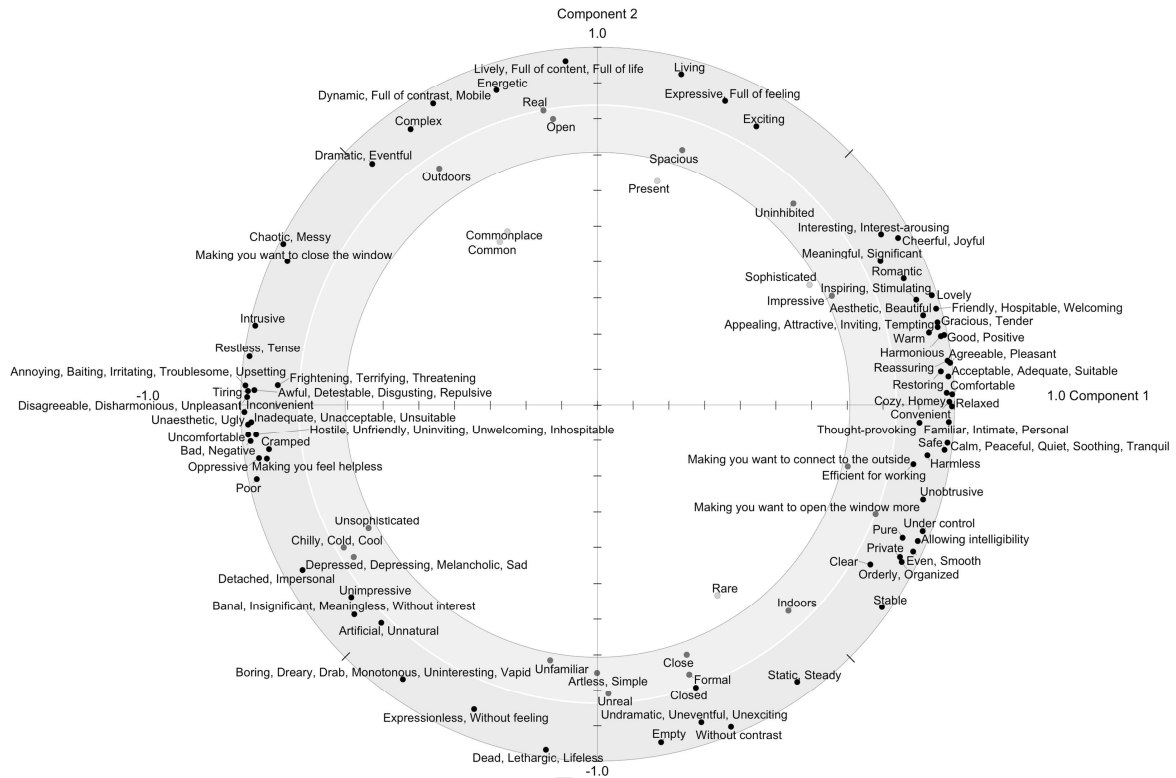 Component 2
1.0
Lively, Full of content, Full of life
Living
Energetic
Dynamic, Full of contrast, Mobile
Expressive, Full of feeling
Real
Complex
Open
Exciting
Dramatic, Eventful
Spacious
Outdoors
Present
Uninhibited
Interesting, Interest-arousing
Commonplace
Chaotic, Messy
Cheerful, Joyful
Common
Making you want to close the window
Meaningful, Significant
Romantic
Sophisticated
Inspiring, Stimulating
Lovely
Impressive
Aesthetic, Beautiful
Friendly, Hospitable, Welcoming
Intrusive
Appealing, Attractive, Inviting, Tempting
Gracious, Tender
Warm
Good, Positive
Restless, Tense
Harmonious
Agreeable, Pleasant
Annoying, Baiting, Irritating, Troublesome, Upsetting
Reassuring
Acceptable, Adequate, Suitable
Frightening, Terrifying, Threatening
Restoring
Comfortable
Tiring
Awful, Detestable, Disgusting, Repulsive
-1.0
1.0 Component 1
Disagreeable, Disharmonious, Unpleasant
Inconvenient
Cozy, Homey
Relaxed
Unaesthetic, Ugly
Inadequate, Unacceptable, Unsuitable
Convenient
Hostile, Unfriendly, Uninviting, Unwelcoming, Inhospitable
Thought-provoking
Familiar, Intimate, Personal
Uncomfortable
Cramped
Safe
Calm, Peaceful, Quiet, Soothing, Tranquil
Bad, Negative
Making you want to connect to the outside
Harmless
Oppressive
Making you feel helpless
Efficient for working
Poor
Unobtrusive
Making you want to open the window more
Unsophisticated
Under control
Pure
Chilly, Cold, Cool
Allowing intelligibility
Private
Depressed, Depressing, Melancholic, Sad
Clear
Even, Smooth
Detached, Impersonal
Orderly, Organized
Unimpressive
Rare
Indoors
Stable
Banal, Insignificant, Meaningless, Without interest
Artificial, Unnatural
Close
Boring, Dreary, Drab, Monotonous, Uninteresting, Vapid
Unfamiliar
Static, Steady
Artless, Simple
Formal
Closed
Unreal
Expressionless, Without feeling
Undramatic, Uneventful, Unexciting
Empty
Without contrast
Dead, Lethargic, Lifeless
-1.0